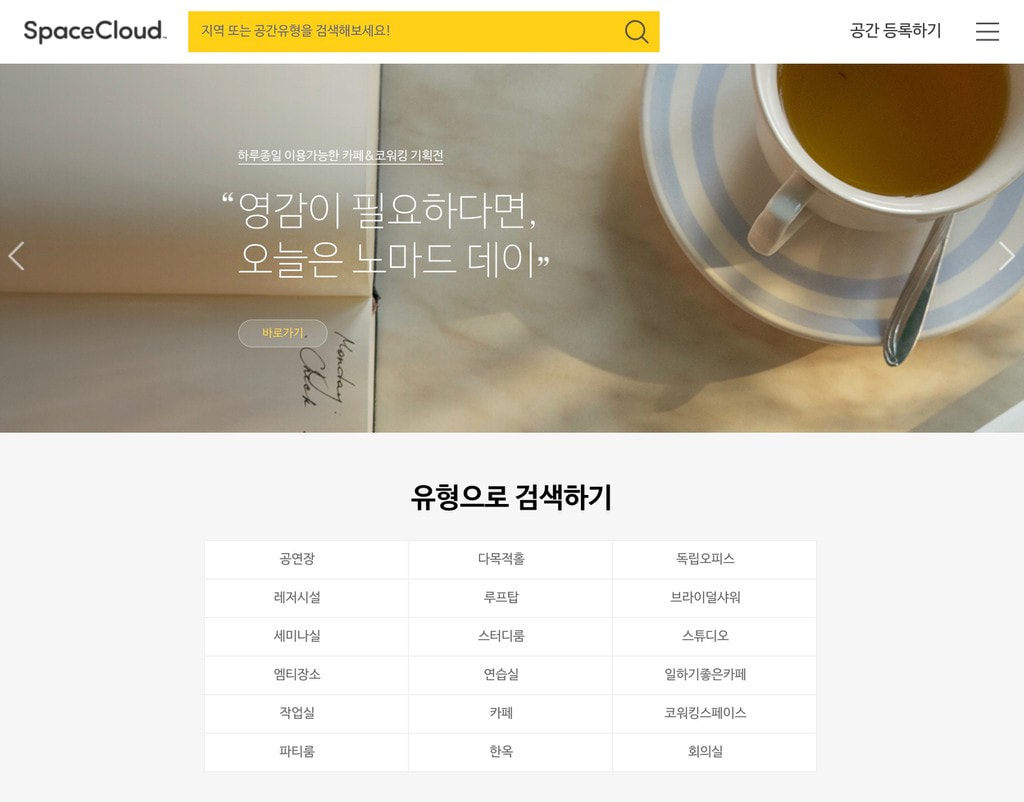 SpaceCloud™
지역 또는 공간유형을 검색해보세요!
공간 등록하기
하루종일 이용가능한 카페&코워킹 기획전
“영감이 필요하다면,
오늘은 노마드 데이”
바로가기
Monday.
Check
유형으로 검색하기
공연장 다목적홀 독립오피스
레저시설 루프탑 브라이덜샤워
세미나실 스터디룸 스튜디오
엠티장소 연습실 일하기좋은카페
작업실 카페 코워킹스페이스
파티룸 한옥 회의실